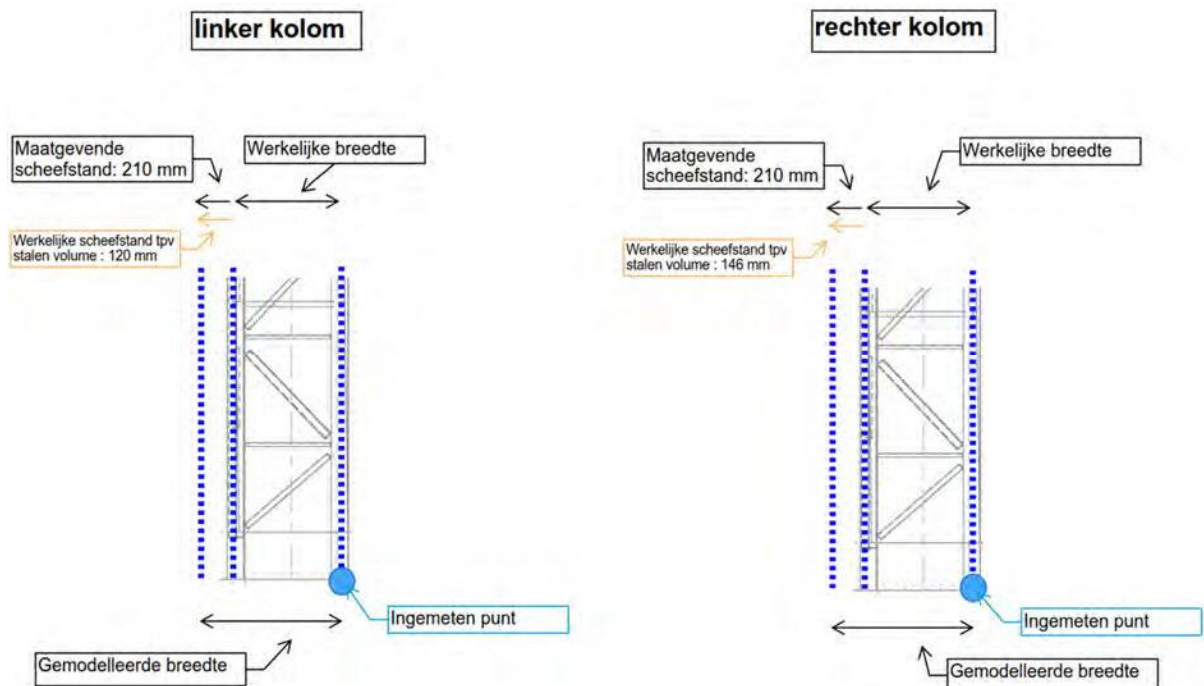 linker kolom
Maatgevende
scheefstand: 210 mm
Werkelijke breedte
Werkelijke scheefstand tpv
stalen volume : 120 mm
Ingemeten punt
Gemodelleerde breedte
rechter kolom
Maatgevende
scheefstand: 210 mm
Werkelijke breedte
Werkelijke scheefstand tpv
stalen volume : 146 mm
Ingemeten punt
Gemodelleerde breedte